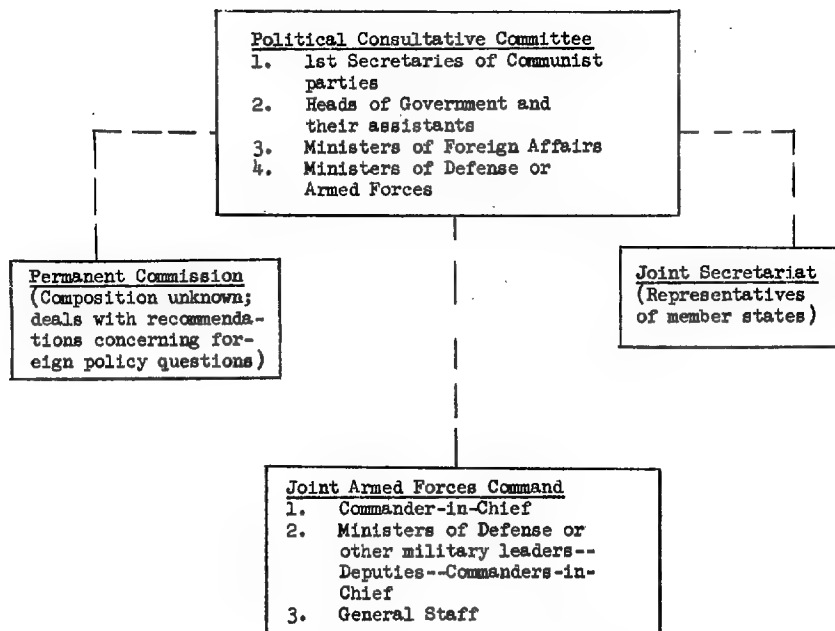 Political Consultative Committee
1. 1st Secretaries of Communist
parties
2. Heads of Government and
their assistants
3. Ministers of Foreign Affairs
4. Ministers of Defense or
Armed Forces
Permanent Commission
(Composition unknown;
deals with recommenda-
tions concerning for-
eign policy questions)
Joint Secretariat
(Representatives
of member states)
Joint Armed Forces Command
1. Commander-in-Chief
2. Ministers of Defense or
other military leaders--
Deputies--Commanders-in-
Chief
3. General Staff